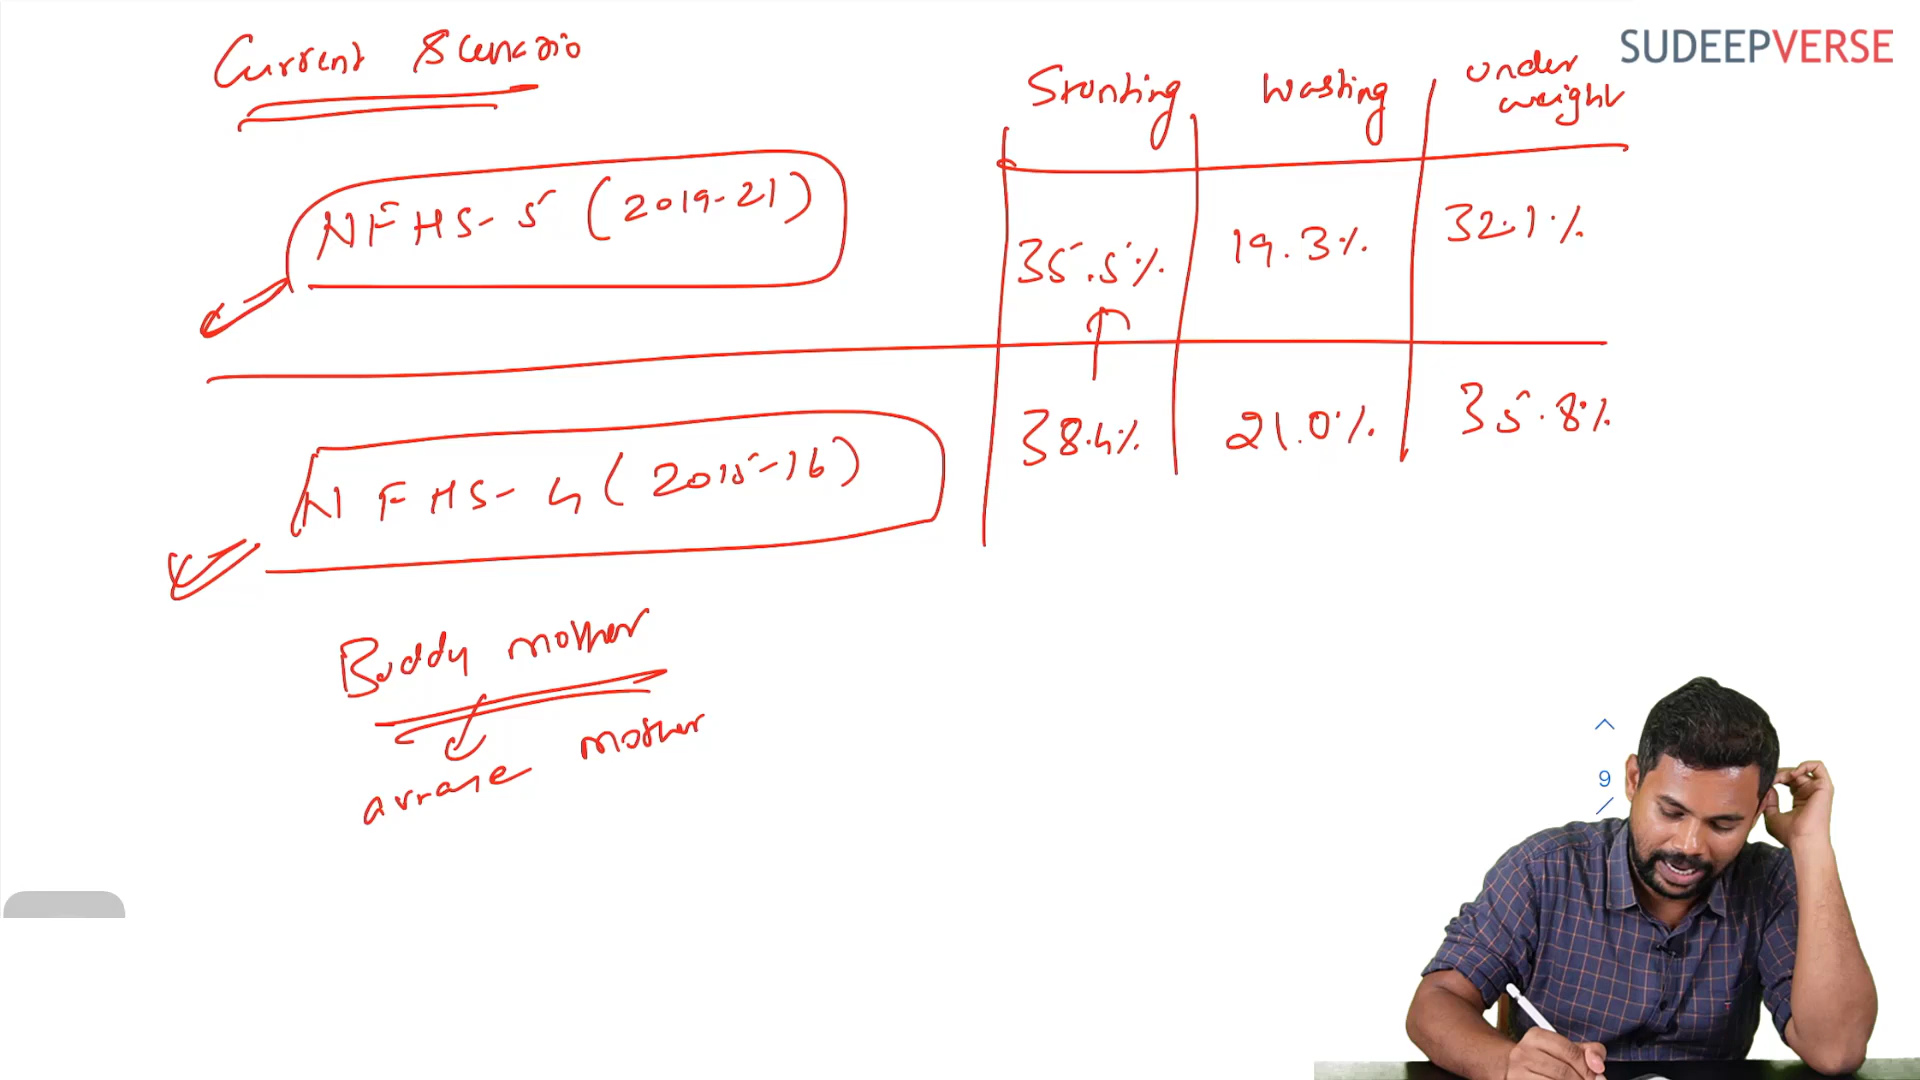 SUDEEPVERSE
Current Scenario
Stunting Wasting under weight
NFHS-5 (2019-21) 35.5% 19.3% 32.1%
NFHS-4 (2015-16) 38.4% 21.0% 35.8%
Buddy mother
mother
9